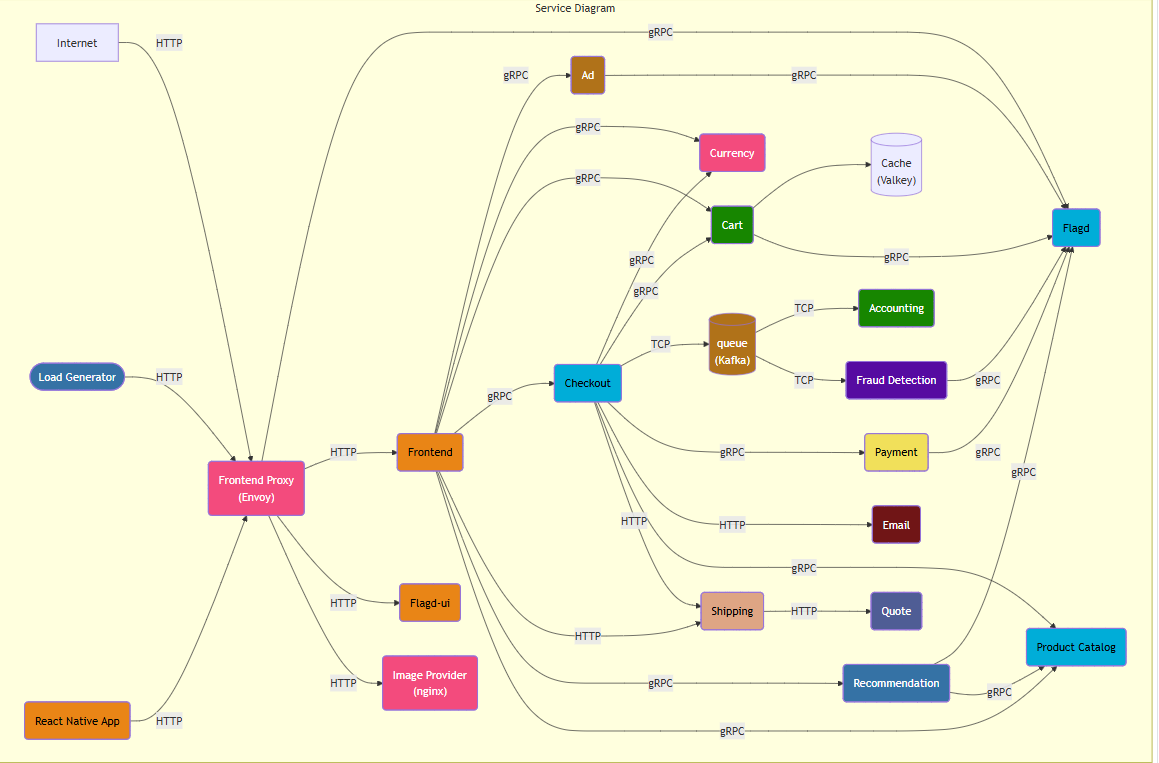 Service Diagram
Internet
HTTP
gRPC
gRPC
Ad
gRPC
gRPC
Currency
Cache
(Valkey)
gRPC
Cart
Flagd
gRPC
gRPC
gRPC
TCP
Accounting
queue
(Kafka)
TCP
Load Generator
HTTP
Checkout
TCP
Fraud Detection
gRPC
gRPC
HTTP
Frontend
gRPC
Payment
gRPC
gRPC
Frontend Proxy
(Envoy)
HTTP
HTTP
Email
gRPC
HTTP
Flagd-ui
Shipping
HTTP
Quote
HTTP
Product Catalog
HTTP
Image Provider
(nginx)
gRPC
Recommendation
gRPC
React Native App
HTTP
gRPC